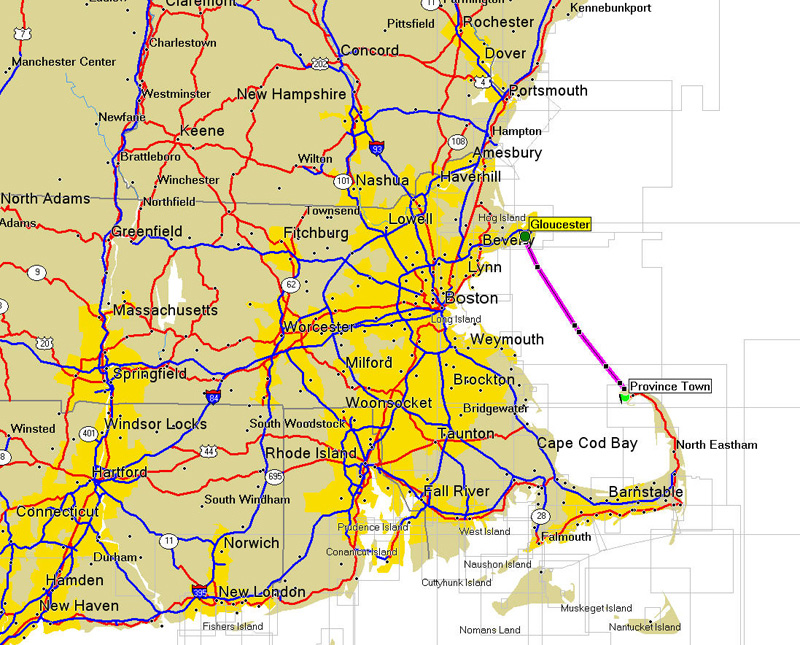 Claremont
11
Farmington
Kennebunkport
Pittsfield
Rochester
7
Charlestown
Concord
Dover
Manchester Center
202
4
Westminster
New Hampshire
Portsmouth
Newfane
Keene
Hampton
93
108
Brattleboro
Wilton
Amesbury
Winchester
101
Nashua
Haverhill
North Adams
Northfield
Townsend
Lowell
Hog Island
Adams
Greenfield
Fitchburg
Gloucester
Beverly
9
Lynn
62
Massachusetts
Boston
Long Island
Worcester
20
Weymouth
Milford
Springfield
Brockton
Province Town
84
Woonsocket
Bridgewater
Winsted
401
Windsor Locks
South Woodstock
Taunton
Cape Cod Bay
North Eastham
8
44
Rhode Island
Hartford
695
Fall River
Barnstable
South Windham
Connecticut
28
Prudence Island
West Island
Falmouth
11
Norwich
Conanicut Island
Durham
Naushon Island
Hamden
Cuttyhunk Island
395
New London
New Haven
Muskeget Island
Fishers Island
Nomans Land
Nantucket Island